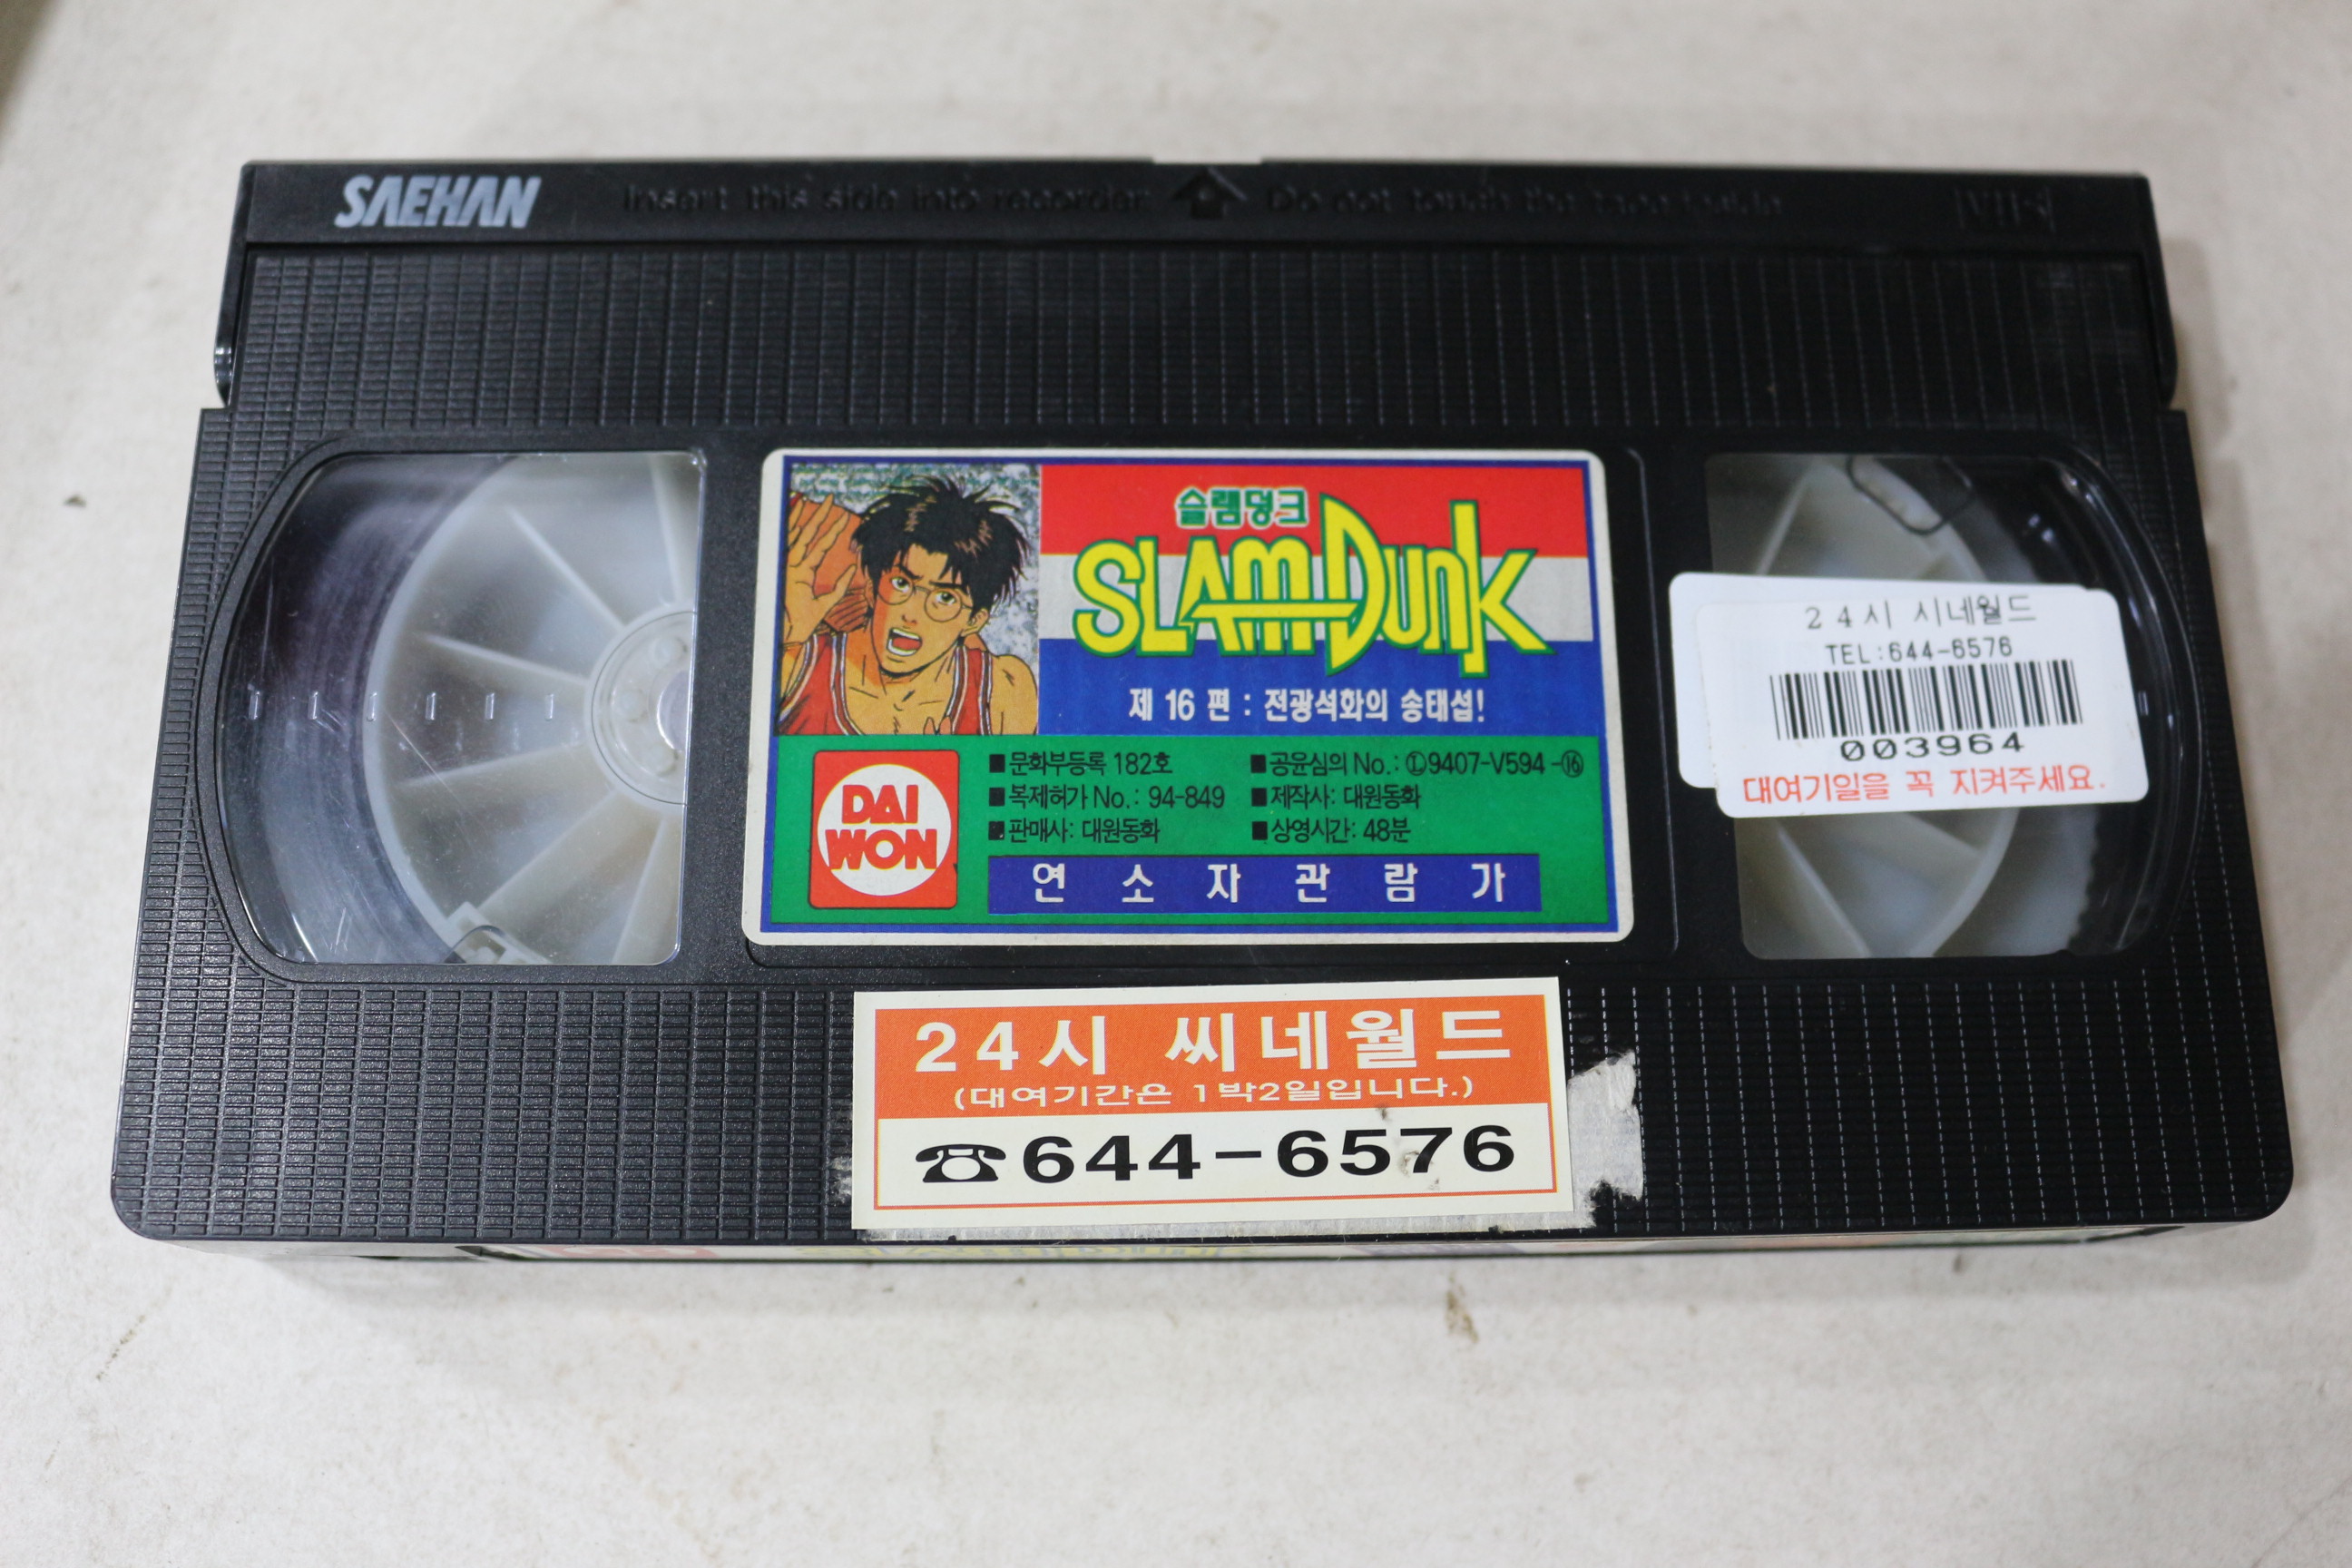 SAEHAN
Insert this side into recorder Do not touch the tape inside
VHS
슬램덩크
SLAM DUNK
제 16 편 : 전광석화의 송태섭!
DAI
WON
■문화부등록 182호 ■공윤심의 No.: Ⓛ9407-V594-⑯
■복제허가 No.: 94-849 ■제작사: 대원동화
■판매사: 대원동화 ■상영시간: 48분
연 소 자 관 람 가
24시 시네월드
TEL:644-6576
003964
대여기일을 꼭 지켜주세요.
24시 씨네월드
(대여기간은 1박2일입니다.)
☎644-6576